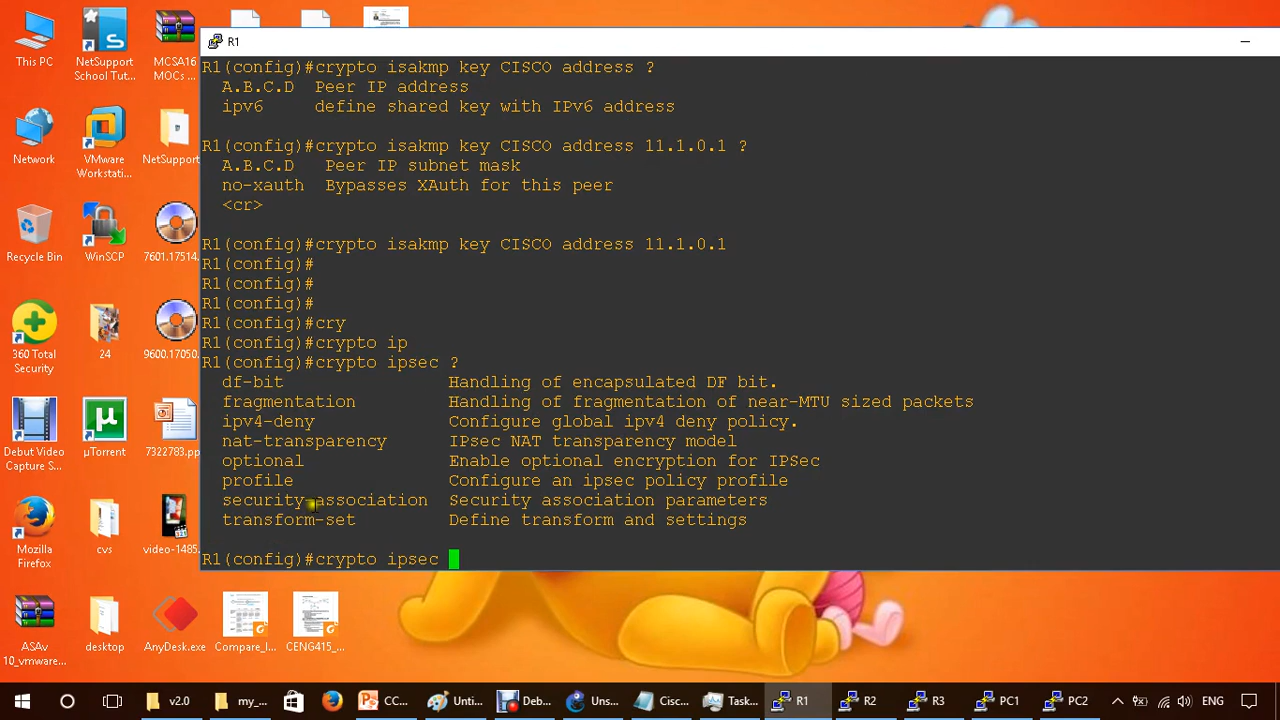 This PC
NetSupport
School Tut...
MCSA16
MOCs ...
Network
VMware
Workstati...
NetSupport
Recycle Bin
WinSCP
7601.17514.
360 Total
Security
24
9600.17050.
Debut Video
Capture S...
µTorrent
7322783.pp
Mozilla
Firefox
cvs
video-1485.
ASAv
10_vmware...
desktop
AnyDesk.exe
Compare_I...
CENG415_...
R1
R1(config)#crypto isakmp key CISCO address ?
A.B.C.D Peer IP address
ipv6 define shared key with IPv6 address
R1(config)#crypto isakmp key CISCO address 11.1.0.1 ?
A.B.C.D Peer IP subnet mask
no-xauth Bypasses XAuth for this peer
<cr>
R1(config)#crypto isakmp key CISCO address 11.1.0.1
R1(config)#
R1(config)#
R1(config)#
R1(config)#cry
R1(config)#crypto ip
R1(config)#crypto ipsec ?
df-bit Handling of encapsulated DF bit.
fragmentation Handling of fragmentation of near-MTU sized packets
ipv4-deny Configure global ipv4 deny policy.
nat-transparency IPsec NAT transparency model
optional Enable optional encryption for IPSec
profile Configure an ipsec policy profile
security-association Security association parameters
transform-set Define transform and settings
R1(config)#crypto ipsec
v2.0
my_...
CC...
Unti...
Deb...
Uns...
Cisc...
Task...
R1
R2
R3
PC1
PC2
ENG